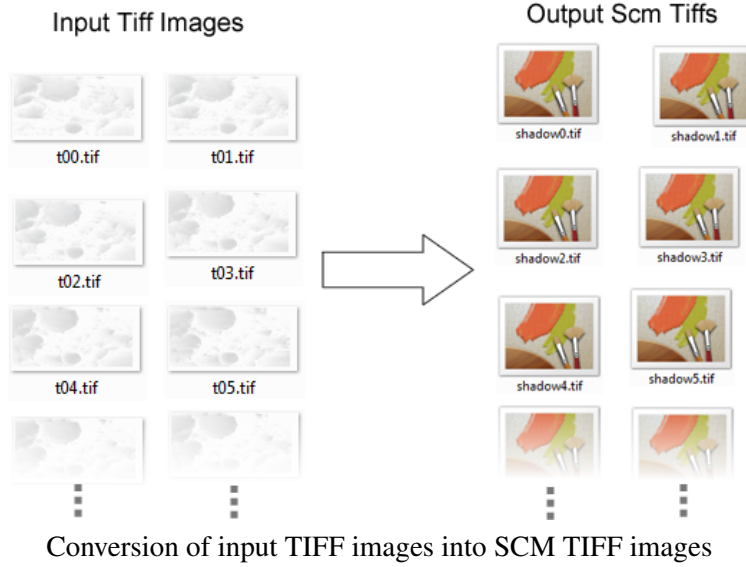 Input Tiff Images
Output Scm Tiffs
t00.tif
t01.tif
shadow0.tif
shadow1.tif
t02.tif
t03.tif
shadow2.tif
shadow3.tif
t04.tif
t05.tif
shadow4.tif
shadow5.tif
Conversion of input TIFF images into SCM TIFF images